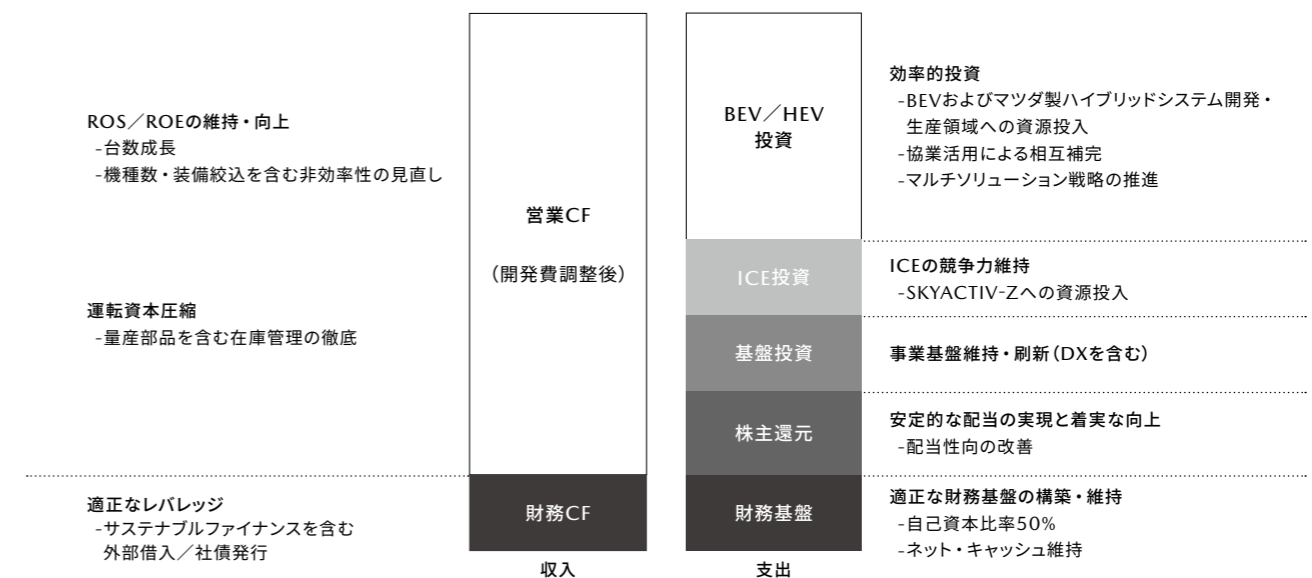 ROS／ROEの維持・向上
-台数成長
-機種数・装備絞込を含む非効率性の見直し
運転資本圧縮
-量産部品を含む在庫管理の徹底
適正なレバレッジ
-サステナブルファイナンスを含む
外部借入／社債発行
営業CF
（開発費調整後）
財務CF
収入
BEV／HEV
投資
ICE投資
基盤投資
株主還元
財務基盤
支出
効率的投資
-BEVおよびマツダ製ハイブリッドシステム開発・
生産領域への資源投入
-協業活用による相互補完
-マルチソリューション戦略の推進
ICEの競争力維持
-SKYACTIV-Zへの資源投入
事業基盤維持・刷新（DXを含む）
安定的な配当の実現と着実な向上
-配当性向の改善
適正な財務基盤の構築・維持
-自己資本比率50%
-ネット・キャッシュ維持